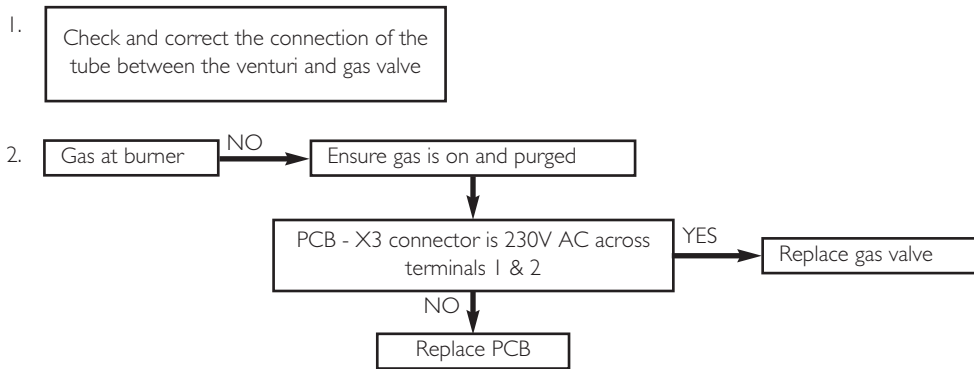 1.
Check and correct the connection of the
tube between the venturi and gas valve
2.
Gas at burner
NO
Ensure gas is on and purged
PCB - X3 connector is 230V AC across
terminals 1 & 2
YES
Replace gas valve
NO
Replace PCB